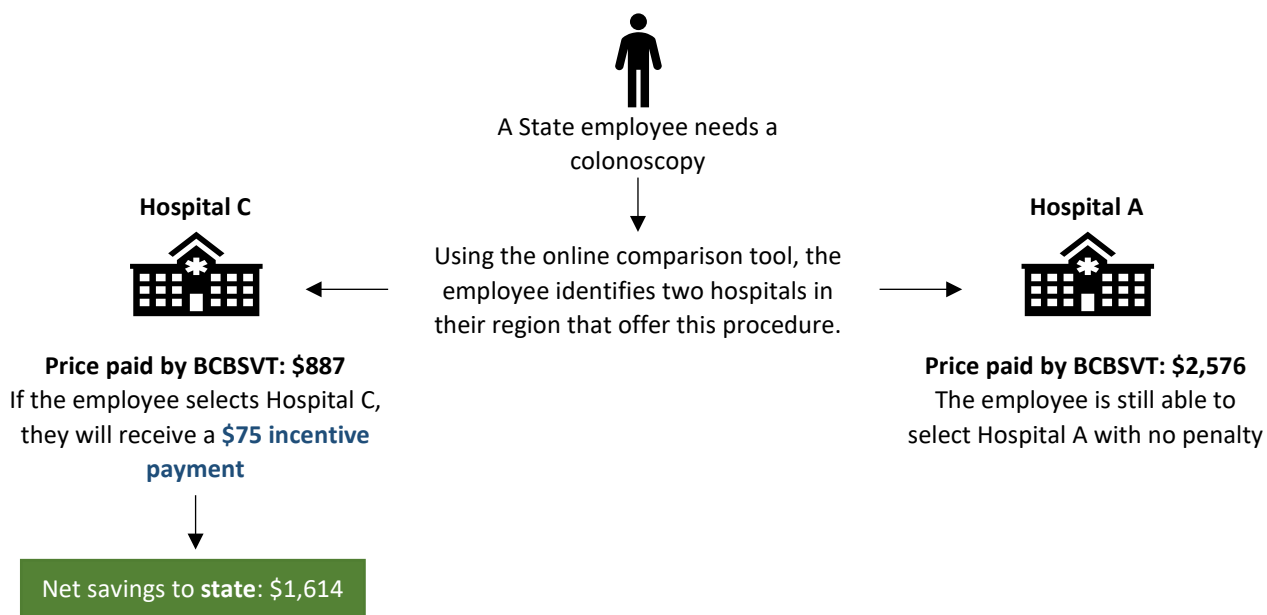 A State employee needs a
colonoscopy
Using the online comparison tool, the
employee identifies two hospitals in
their region that offer this procedure.
Hospital C
Price paid by BCBSVT: $887
If the employee selects Hospital C,
they will receive a $75 incentive
payment
Net savings to state: $1,614
Hospital A
Price paid by BCBSVT: $2,576
The employee is still able to
select Hospital A with no penalty